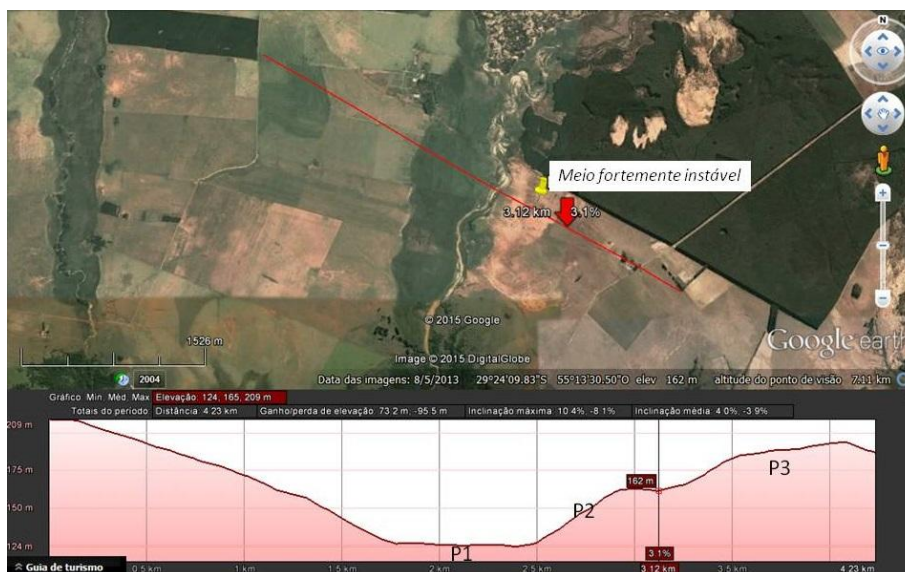 N
Meio fortemente instável
3.12 km 3.1%
© 2015 Google
1526 m
Image © 2015 DigitalGlobe
Google earth
2004
Data das imagens: 8/5/2013 29°24'09.83"S 55°13'30.50"O elev 162 m altitude do ponto de visão 7.11 km
Gráfico: Mín. Méd. Max. Elevação: 124, 165, 209 m
Totais do período: Distância: 4.23 km Ganho/perda de elevação: 73.2 m, -95.5 m Inclinação máxima: 10.4%, -8.1% Inclinação média: 4.0%, -3.9%
209 m
175 m
162 m
P3
150 m
P2
124 m
P1
3.1%
Guia de turismo
0.5 km 1 km 1.5 km 2 km 2.5 km 3.12 km 3.5 km 4.23 km